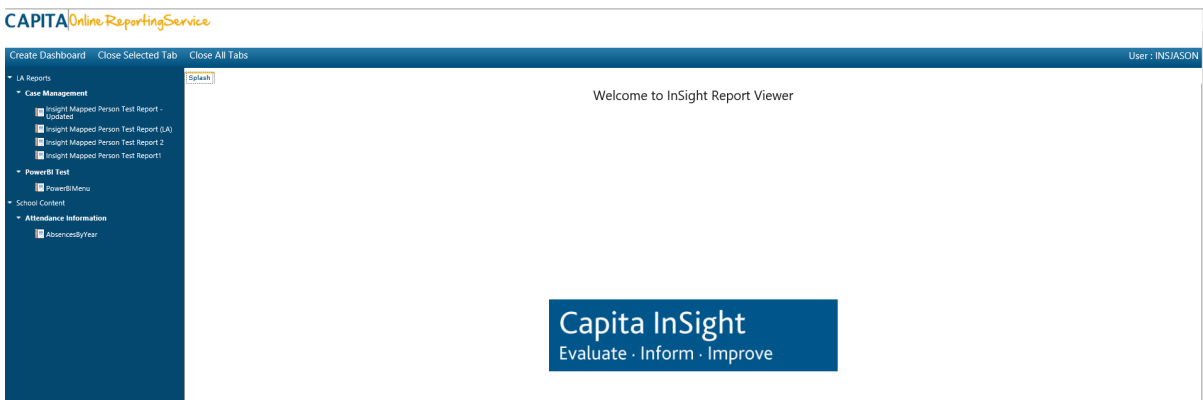 CAPITA Online ReportingService
Create Dashboard Close Selected Tab Close All Tabs User : INSJASON
LA Reports
Case Management
Insight Mapped Person Test Report -
Updated
Insight Mapped Person Test Report (LA)
Insight Mapped Person Test Report 2
Insight Mapped Person Test Report1
PowerBI Test
PowerBIMenu
School Content
Attendance Information
AbsencesByYear
Splash
Welcome to InSight Report Viewer
Capita InSight
Evaluate · Inform · Improve